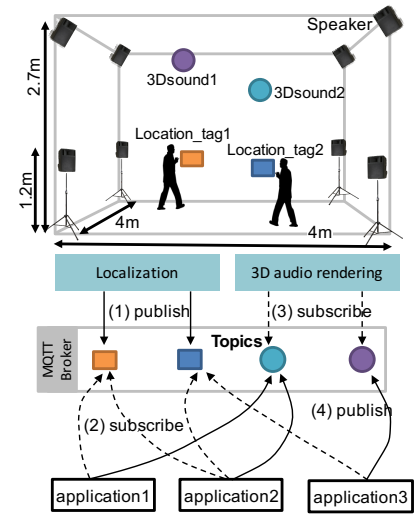 Speaker
2.7m
3Dsound1
3Dsound2
Location_tag1
Location_tag2
1.2m
4m
4m
Localization
3D audio rendering
(1) publish
(3) subscribe
MQTT
Broker
Topics
(2) subscribe
(4) publish
application1
application2
application3